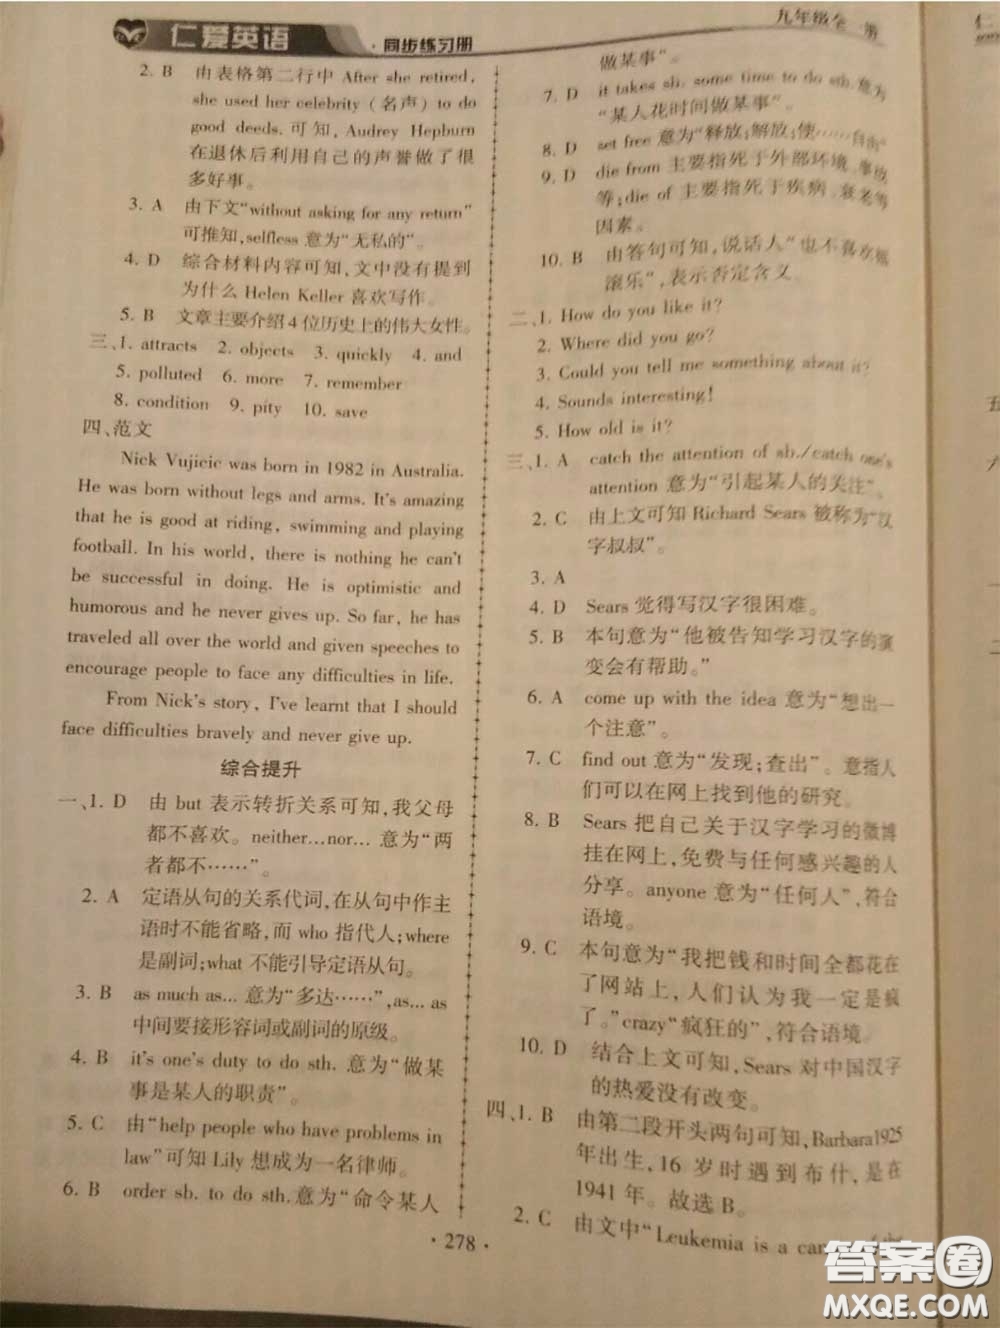 仁爱英语
·同步练习册
九年级全一册
2. B 由表格第二行中 After she retired,
she used her celebrity (名声) to do
good deeds. 可知, Audrey Hepburn
在退休后利用自己的声誉做了很
多好事。
3. A 由下文“without asking for any return”
可推知, selfless 意为“无私的”。
4. D 综合材料内容可知,文中没有提到
为什么 Helen Keller 喜欢写作。
5. B 文章主要介绍4位历史上的伟大女性。
三、1. attracts 2. objects 3. quickly 4. and
5. polluted 6. more 7. remember
8. condition 9. pity 10. save
四、范文
Nick Vujicic was born in 1982 in Australia.
He was born without legs and arms. It's amazing
that he is good at riding, swimming and playing
football. In his world, there is nothing he can't
be successful in doing. He is optimistic and
humorous and he never gives up. So far, he has
traveled all over the world and given speeches to
encourage people to face any difficulties in life.
From Nick's story, I've learnt that I should
face difficulties bravely and never give up.
综合提升
一、1. D 由 but 表示转折关系可知,我父母
都不喜欢。neither...nor... 意为“两
者都不……”。
2. A 定语从句的关系代词,在从句中作主
语时不能省略,而 who 指代人;where
是副词;what 不能引导定语从句。
3. B as much as... 意为“多达……”,as... as
中间要接形容词或副词的原级。
4. B it's one's duty to do sth. 意为“做某
事是某人的职责”。
5. C 由“help people who have problems in
law”可知 Lily 想成为一名律师。
6. B order sb. to do sth.意为“命令某人
做某事”。
7. D it takes sb. some time to do sth.意为
“某人花时间做某事”。
8. D set free 意为“释放;解放;使……自由”
9. D die from 主要指死于外部环境、事故
等;die of 主要指死于疾病、衰老等
因素。
10. B 由答句可知,说话人“也不喜欢摇
滚乐”,表示否定含义。
二、1. How do you like it?
2. Where did you go?
3. Could you tell me something about it?
4. Sounds interesting!
5. How old is it?
三、1. A catch the attention of sb./catch one's
attention 意为“引起某人的关注”。
2. C 由上文可知 Richard Sears 被称为“汉
字叔叔”。
3. A
4. D Sears 觉得写汉字很困难。
5. B 本句意为“他被告知学习汉字的演
变会有帮助。”
6. A come up with the idea 意为“想出一
个注意”。
7. C find out 意为“发现;查出”。意指人
们可以在网上找到他的研究。
8. B Sears 把自己关于汉字学习的微博
挂在网上,免费与任何感兴趣的人
分享。anyone 意为“任何人”,符合
语境。
9. C 本句意为“我把钱和时间全都花在
了网站上,人们认为我一定是疯
了。”crazy“疯狂的”,符合语境。
10. D 结合上文可知,Sears 对中国汉字
的热爱没有改变。
四、1. B 由第二段开头两句可知,Barbara1925
年出生,16 岁时遇到布什,是在
1941 年。故选 B。
2. C 由文中“Leukemia is a
· 278 ·
仁
五
六
一
二
答案圈
MXQE.COM